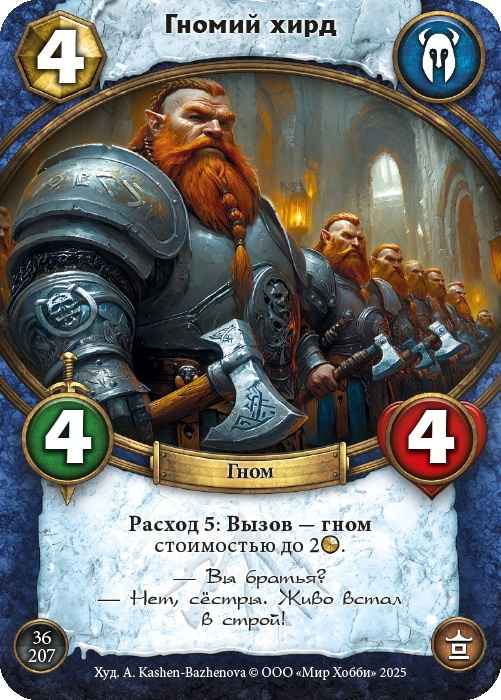 Гномий хирд
4
4
4
Гном
Расход 5: Вызов — гном
стоимостью до 2.
— Вы братья?
— Нет, сёстры. Живо встал
в строй!
36
207
Худ. A. Kashen-Bazhenova © ООО «Мир Хобби» 2025